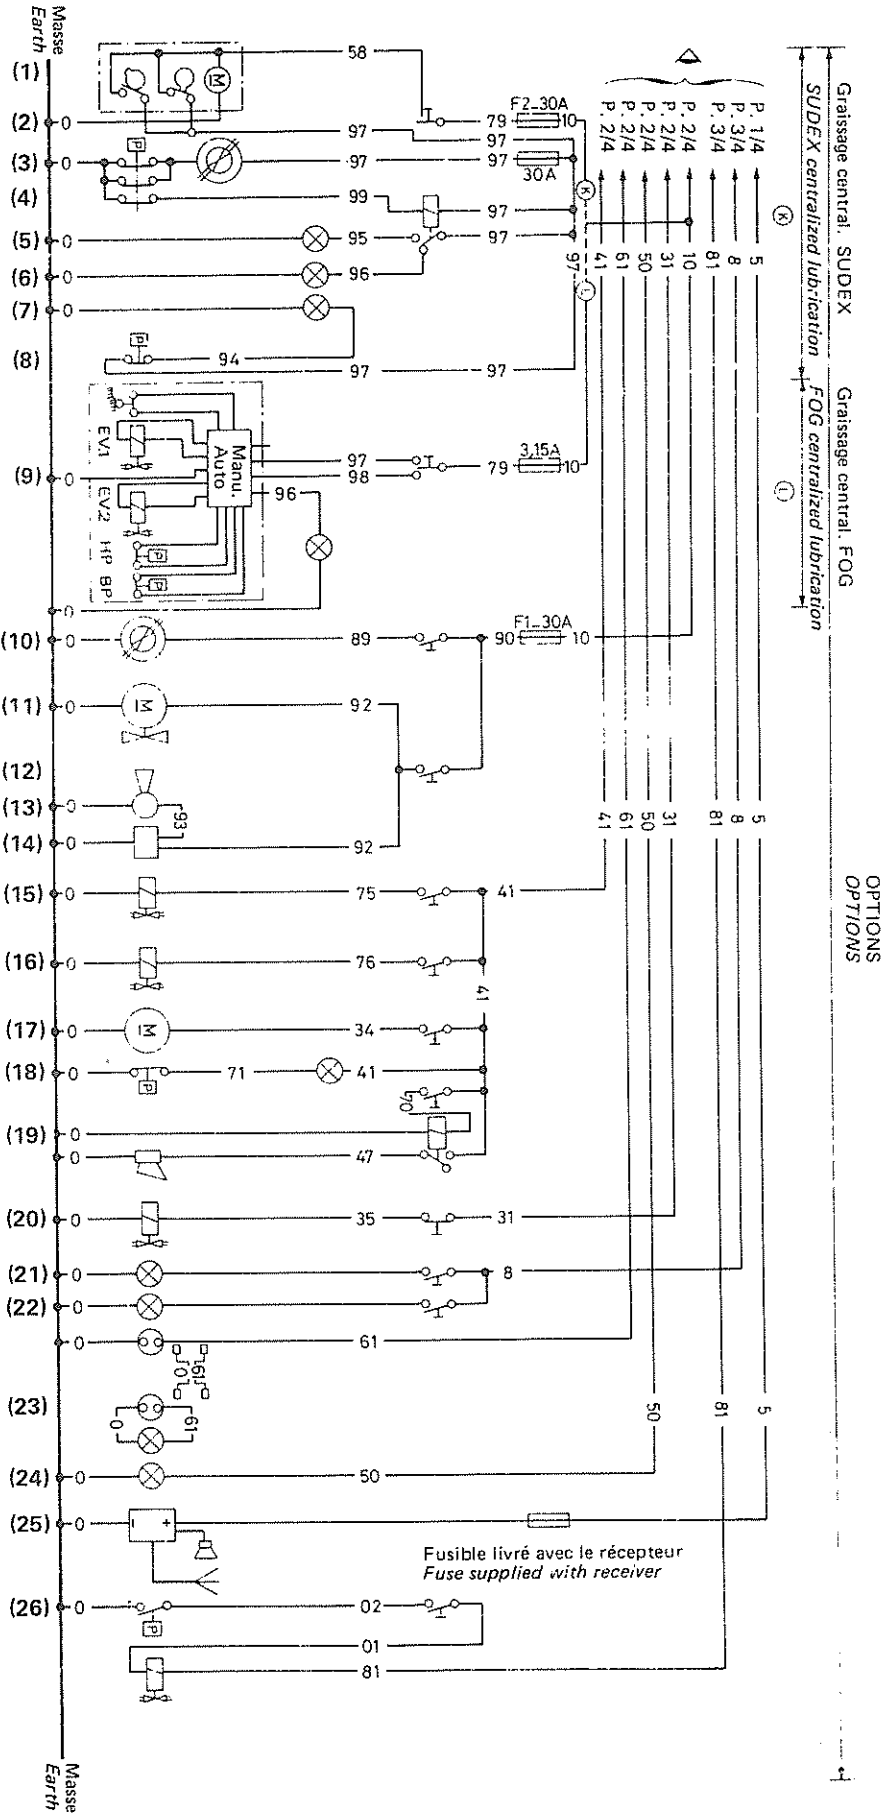 Masse
Earth
Graissage central. SUDEX
SUDEX centralized lubrication
K
Graissage central. FOG
FOG centralized lubrication
L
OPTIONS
OPTIONS
P. 2/4
P. 2/4
P. 2/4
P. 2/4
P. 2/4
P. 3/4
P. 3/4
P. 1/4
41
61
50
31
10
81
8
5
(1)
M
58
(2) 0
79 F2_30A 10
97 97
(3) 0
P
97
30A
K
(4)
99 97
(5) 0 95 97
(6) 0 96
97
L
(7) 0
(8) P 94
97 97
EV1
Manu.
Auto
97
98
79 3,15A 10
(9) 0
EV2
96
HP P
BP P
0
(10) 0 89 90 F1_30A 10
(11) 0 M 92
(12)
(13) 0
93
(14) 0 92
41 61 50 31 81 8 5
(15) 0 75 41
(16) 0 76
41
(17) 0 M 34
(18) 0 P 71 41
70
(19) 0
0 47
(20) 0 35 31
(21) 0 8
(22) 0
0 61
61
0
(23)
61
0
50 81 5
(24) 0 50
(25) 0 - +
Fusible livré avec le récepteur
Fuse supplied with receiver
(26) 0 P 02
01
81
Masse
Earth